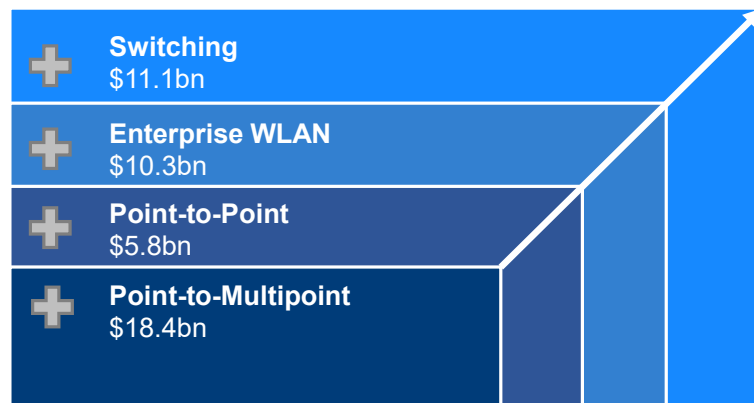 Switching
$11.1bn
Enterprise WLAN
$10.3bn
Point-to-Point
$5.8bn
Point-to-Multipoint
$18.4bn